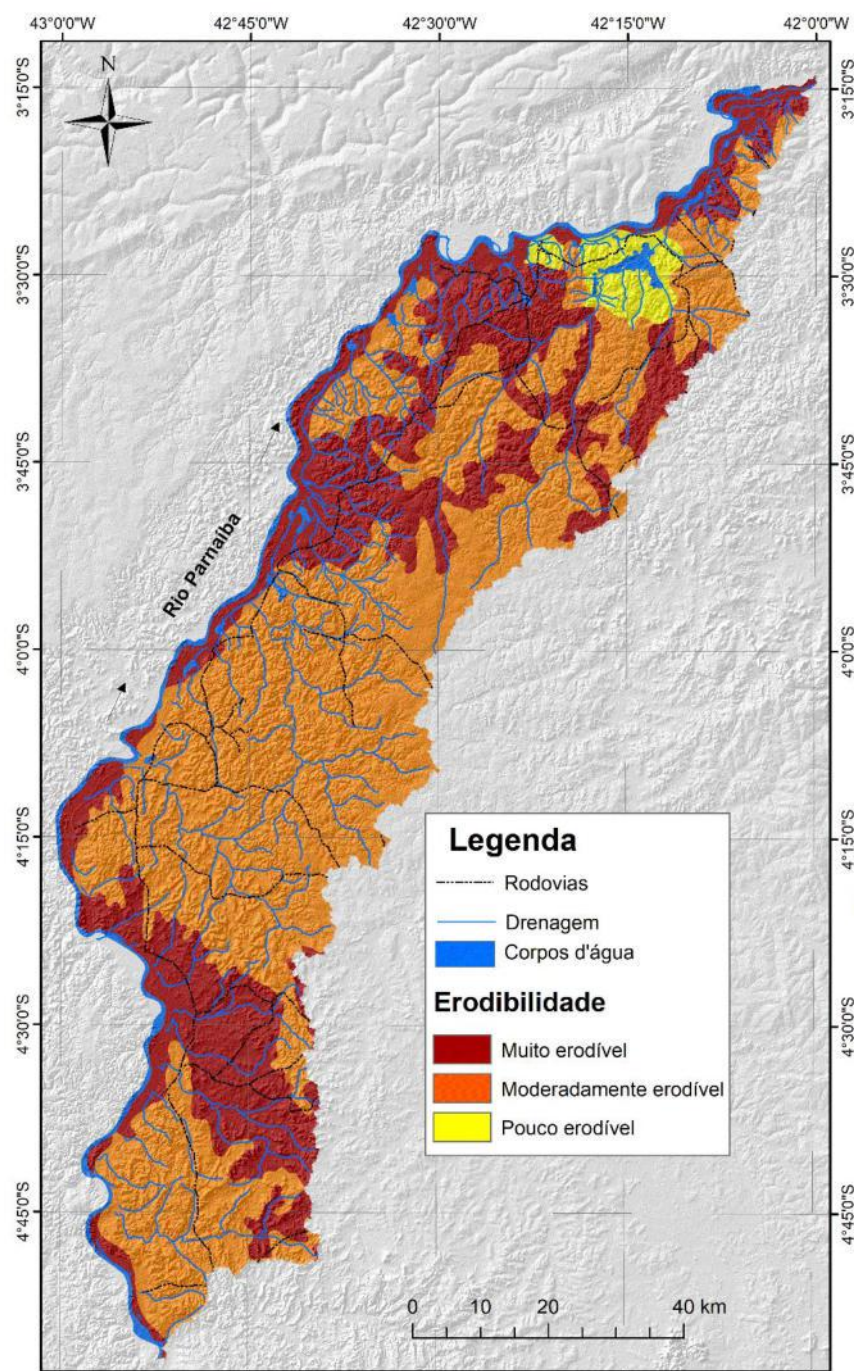 43°0'0"W 42°45'0"W 42°30'0"W 42°15'0"W 42°0'0"W
N
3°15'0"S 3°15'0"S
3°30'0"S 3°30'0"S
3°45'0"S 3°45'0"S
Rio Parnaíba
4°0'0"S 4°0'0"S
4°15'0"S 4°15'0"S
Legenda
Rodovias
Drenagem
Corpos d'água
Erodibilidade
4°30'0"S 4°30'0"S
Muito erodível
Moderadamente erodível
Pouco erodível
4°45'0"S 4°45'0"S
0 10 20 40 km